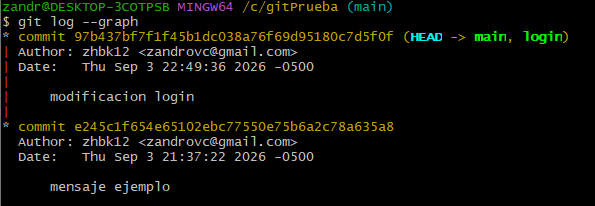 zandr@DESKTOP-3COTPSB MINGW64 /c/gitPrueba (main)
$ git log --graph
* commit 97b437bf7f1f45b1dc038a76f69d95180c7d5f0f (HEAD -> main, login)
| Author: zhbk12 <zandrovc@gmail.com>
| Date:   Thu Sep 3 22:49:36 2026 -0500
|
|     modificacion login
|
* commit e245c1f654e65102ebc77550e75b6a2c78a635a8
  Author: zhbk12 <zandrovc@gmail.com>
  Date:   Thu Sep 3 21:37:22 2026 -0500

      mensaje ejemplo